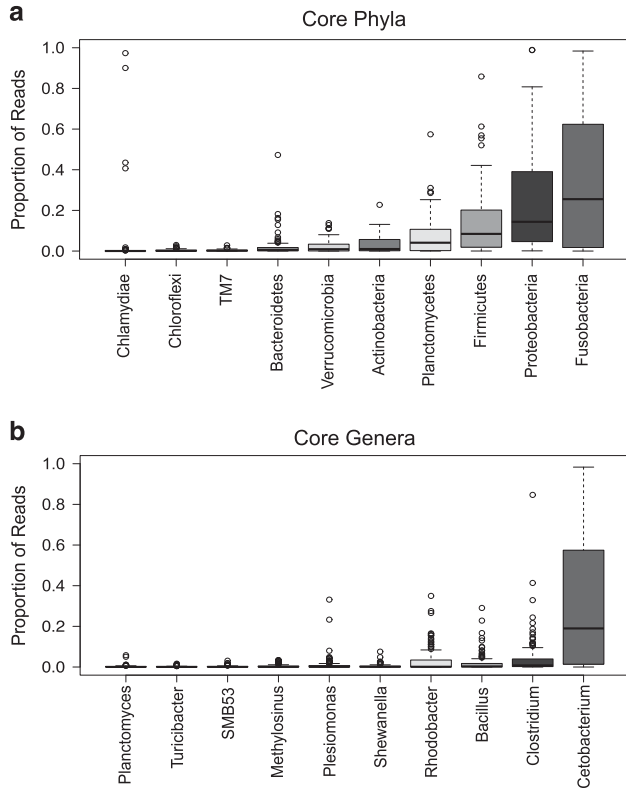 a
Core Phyla
Proportion of Reads
1.0
0.8
0.6
0.4
0.2
0.0
Chlamydiae
Chloroflexi
TM7
Bacteroidetes
Verrucomicrobia
Actinobacteria
Planctomycetes
Firmicutes
Proteobacteria
Fusobacteria
b
Core Genera
Proportion of Reads
1.0
0.8
0.6
0.4
0.2
0.0
Planctomyces
Turicibacter
SMB53
Methylosinus
Plesiomonas
Shewanella
Rhodobacter
Bacillus
Clostridium
Cetobacterium